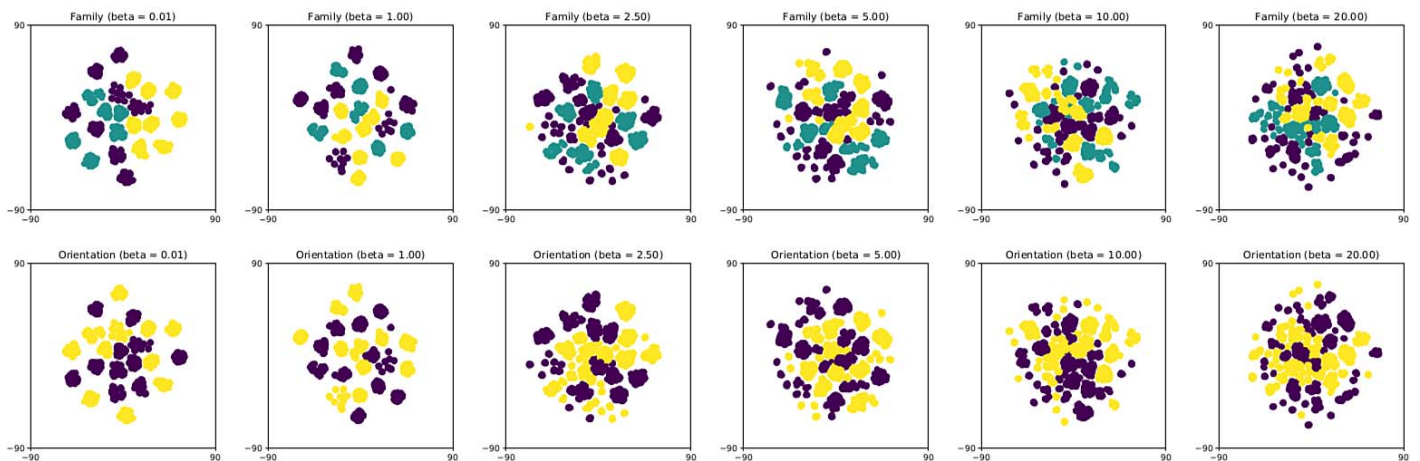 Family (beta = 0.01) Family (beta = 1.00) Family (beta = 2.50) Family (beta = 5.00) Family (beta = 10.00) Family (beta = 20.00)
90 90 90 90 90 90
−90 −90 −90 −90 −90 −90
−90 90 −90 90 −90 90 −90 90 −90 90 −90 90
Orientation (beta = 0.01) Orientation (beta = 1.00) Orientation (beta = 2.50) Orientation (beta = 5.00) Orientation (beta = 10.00) Orientation (beta = 20.00)
90 90 90 90 90 90
−90 −90 −90 −90 −90 −90
−90 90 −90 90 −90 90 −90 90 −90 90 −90 90